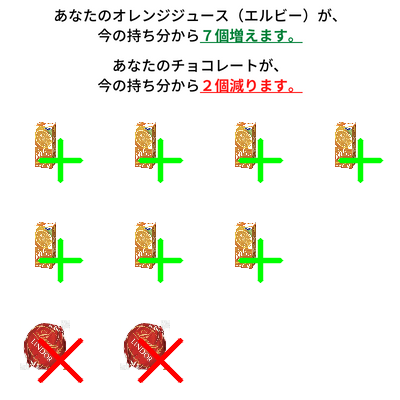 あなたのオレンジジュース（エルビー）が、
今の持ち分から７個増えます。
あなたのチョコレートが、
今の持ち分から２個減ります。
LINDOR LINDOR